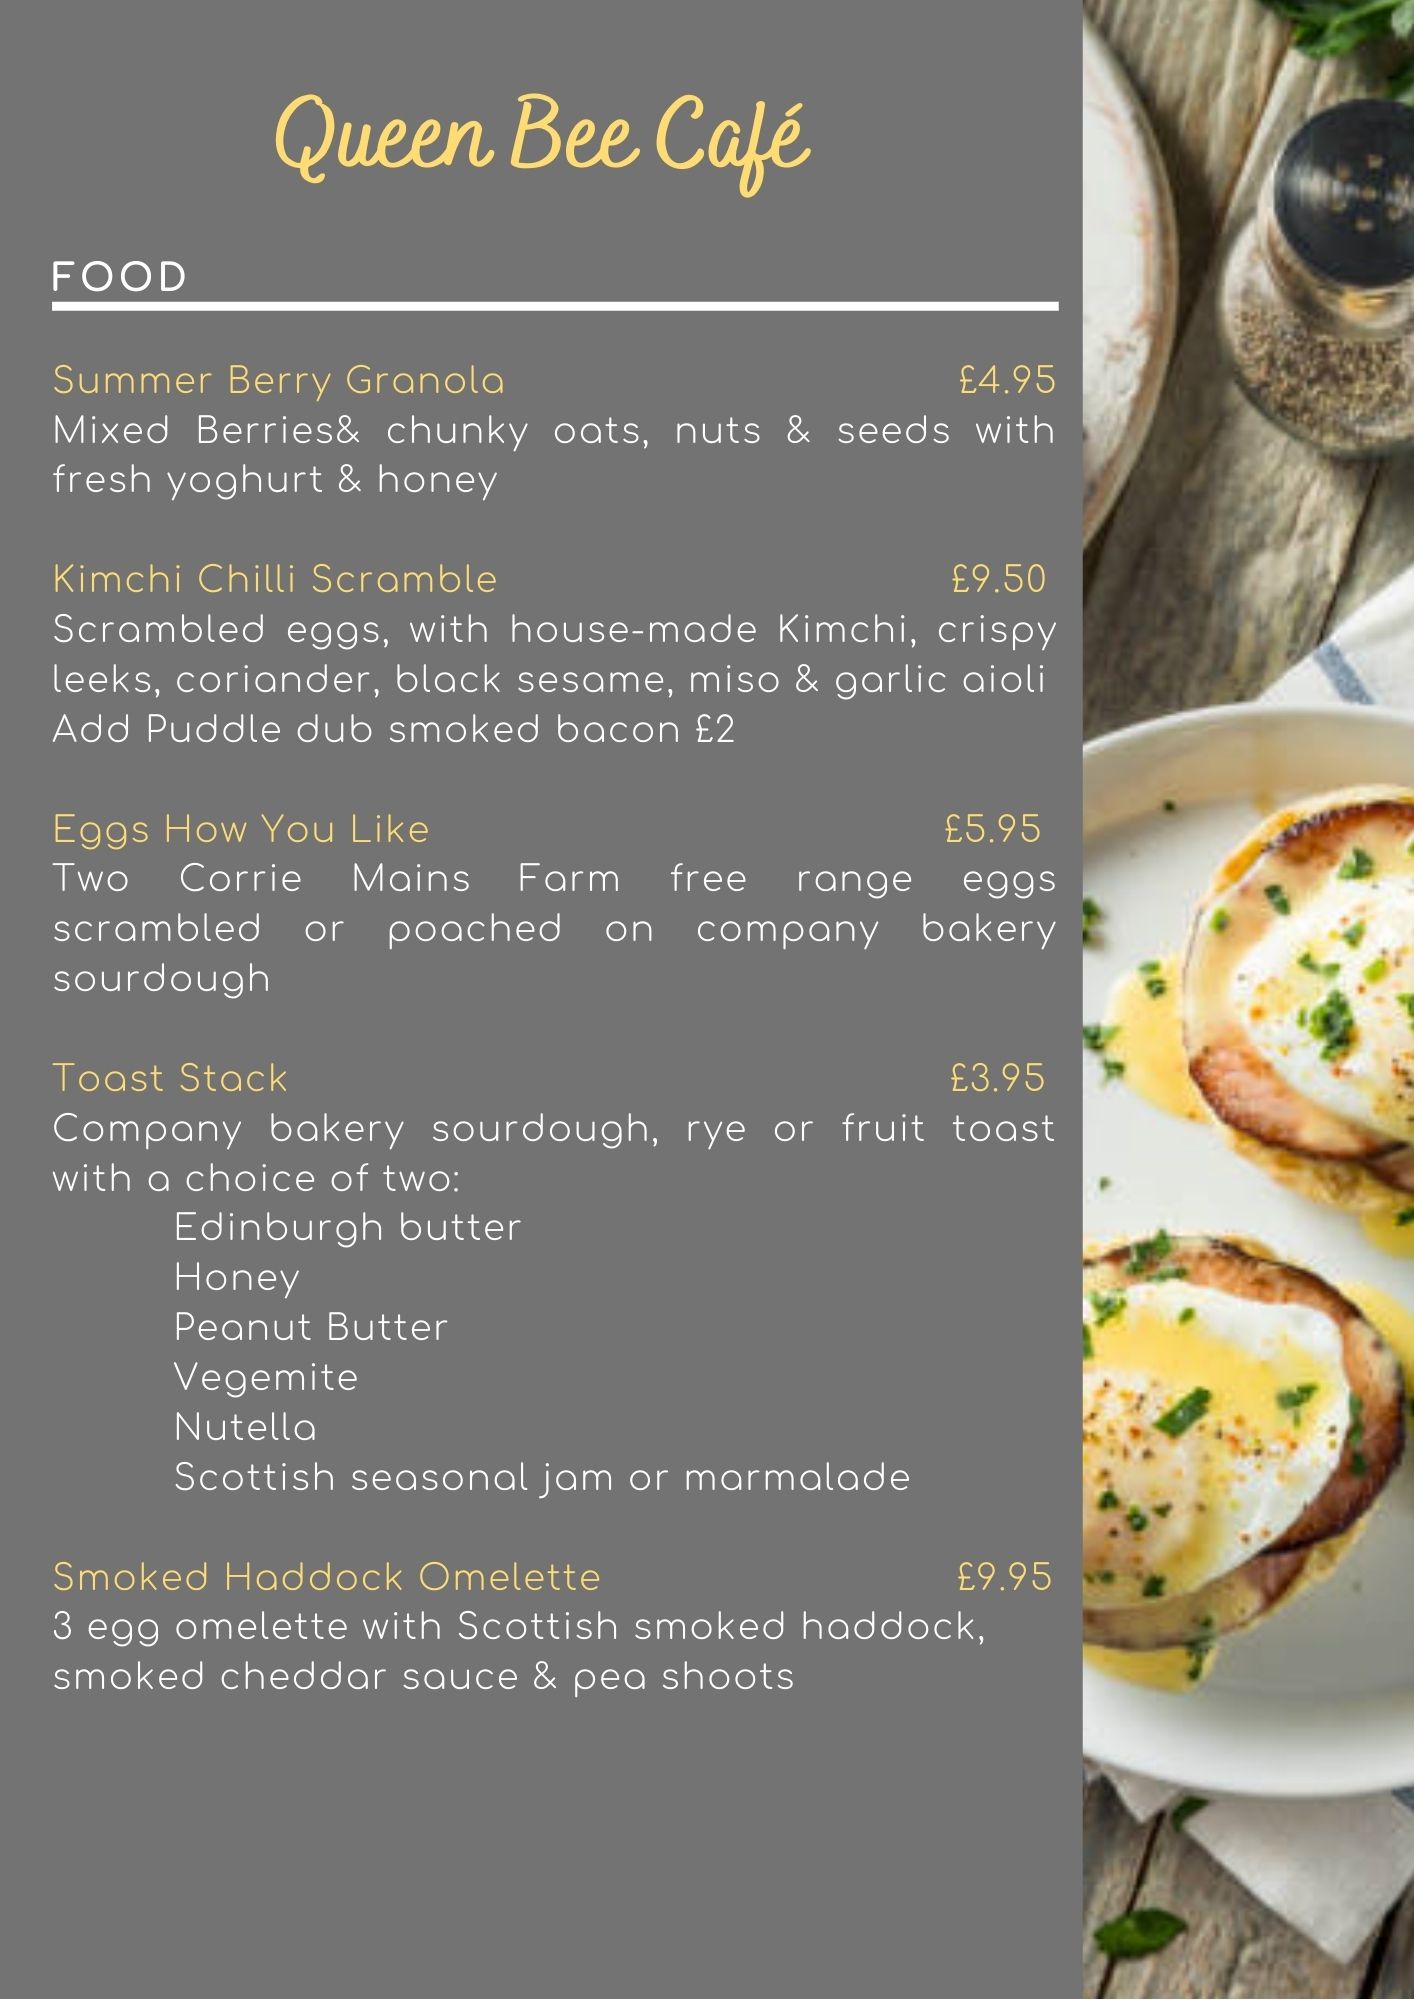 Queen Bee Café
FOOD
Summer Berry Granola £4.95
Mixed Berries& chunky oats, nuts & seeds with
fresh yoghurt & honey
Kimchi Chilli Scramble £9.50
Scrambled eggs, with house-made Kimchi, crispy
leeks, coriander, black sesame, miso & garlic aioli
Add Puddle dub smoked bacon £2
Eggs How You Like £5.95
Two Corrie Mains Farm free range eggs
scrambled or poached on company bakery
sourdough
Toast Stack £3.95
Company bakery sourdough, rye or fruit toast
with a choice of two:
Edinburgh butter
Honey
Peanut Butter
Vegemite
Nutella
Scottish seasonal jam or marmalade
Smoked Haddock Omelette £9.95
3 egg omelette with Scottish smoked haddock,
smoked cheddar sauce & pea shoots